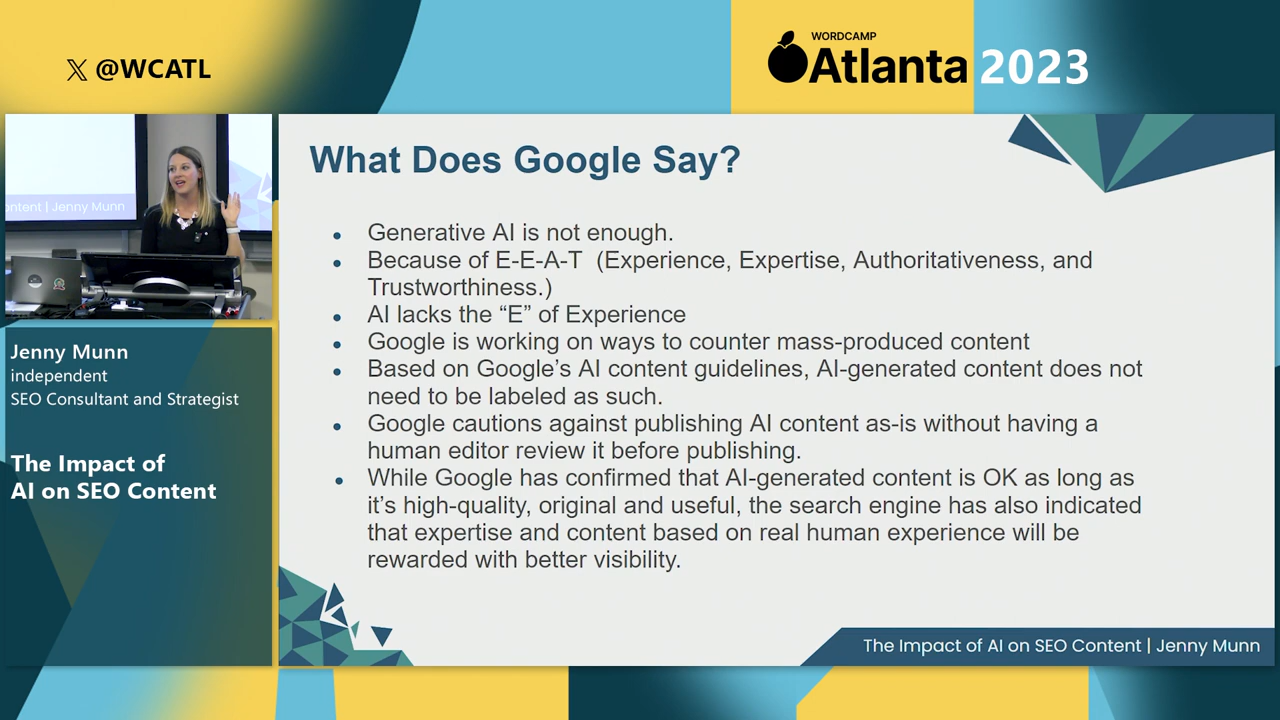 𝕏 @WCATL
WORDCAMP
Atlanta 2023
ontent | Jenny Munn
Jenny Munn
independent
SEO Consultant and Strategist
The Impact of
AI on SEO Content
What Does Google Say?
• Generative AI is not enough.
• Because of E-E-A-T (Experience, Expertise, Authoritativeness, and
Trustworthiness.)
• AI lacks the “E” of Experience
• Google is working on ways to counter mass-produced content
• Based on Google’s AI content guidelines, AI-generated content does not
need to be labeled as such.
• Google cautions against publishing AI content as-is without having a
human editor review it before publishing.
• While Google has confirmed that AI-generated content is OK as long as
it’s high-quality, original and useful, the search engine has also indicated
that expertise and content based on real human experience will be
rewarded with better visibility.
The Impact of AI on SEO Content | Jenny Munn